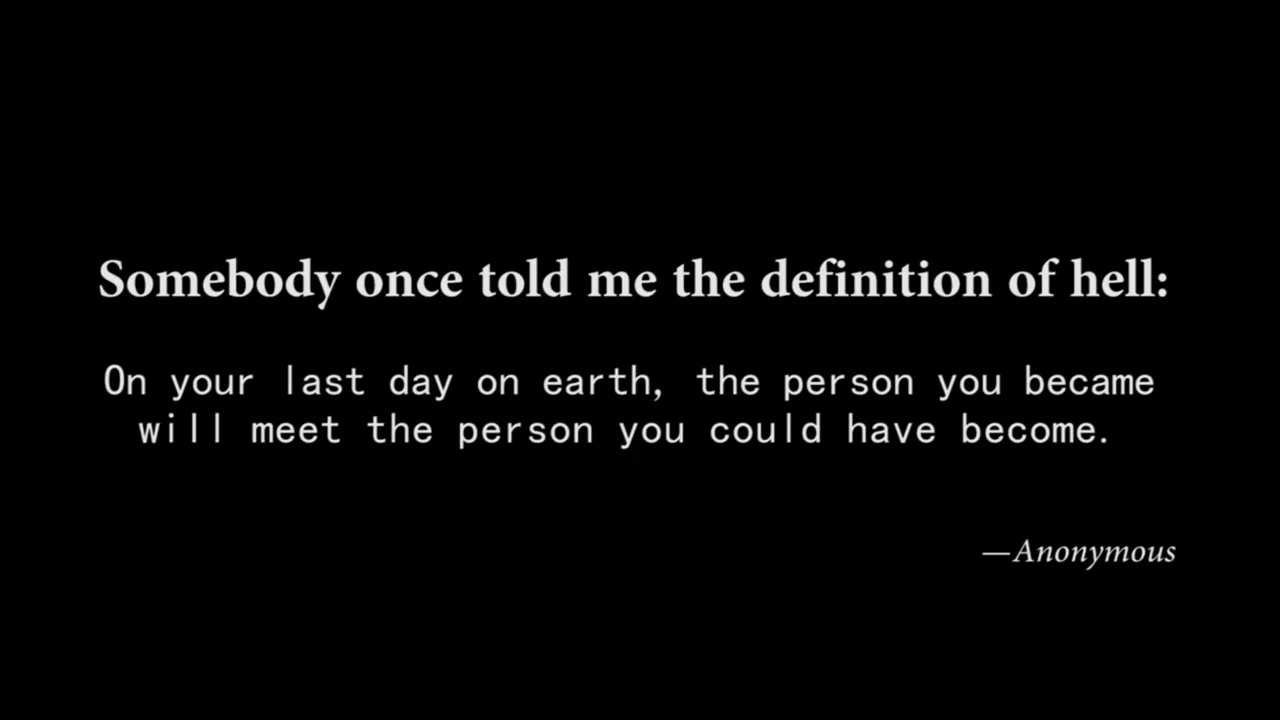 Somebody once told me the definition of hell:
On your last day on earth, the person you became
will meet the person you could have become.
—Anonymous